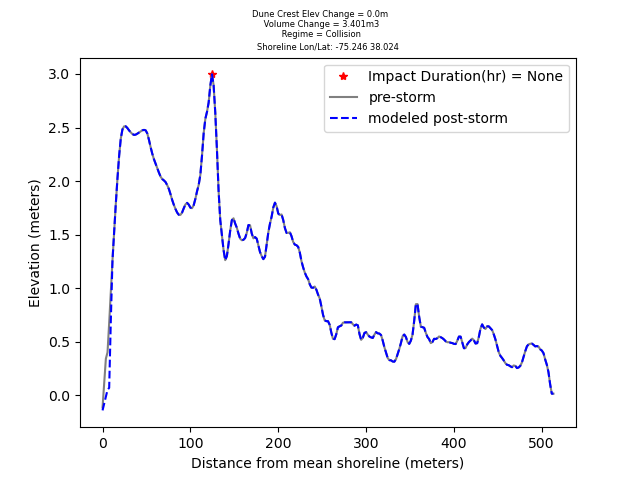 Dune Crest Elev Change = 0.0m
Volume Change = 3.401m3
Regime = Collision
Shoreline Lon/Lat: -75.246 38.024
Impact Duration(hr) = None
pre-storm
modeled post-storm
3.0
2.5
2.0
1.5
1.0
0.5
0.0
Elevation (meters)
0 100 200 300 400 500
Distance from mean shoreline (meters)